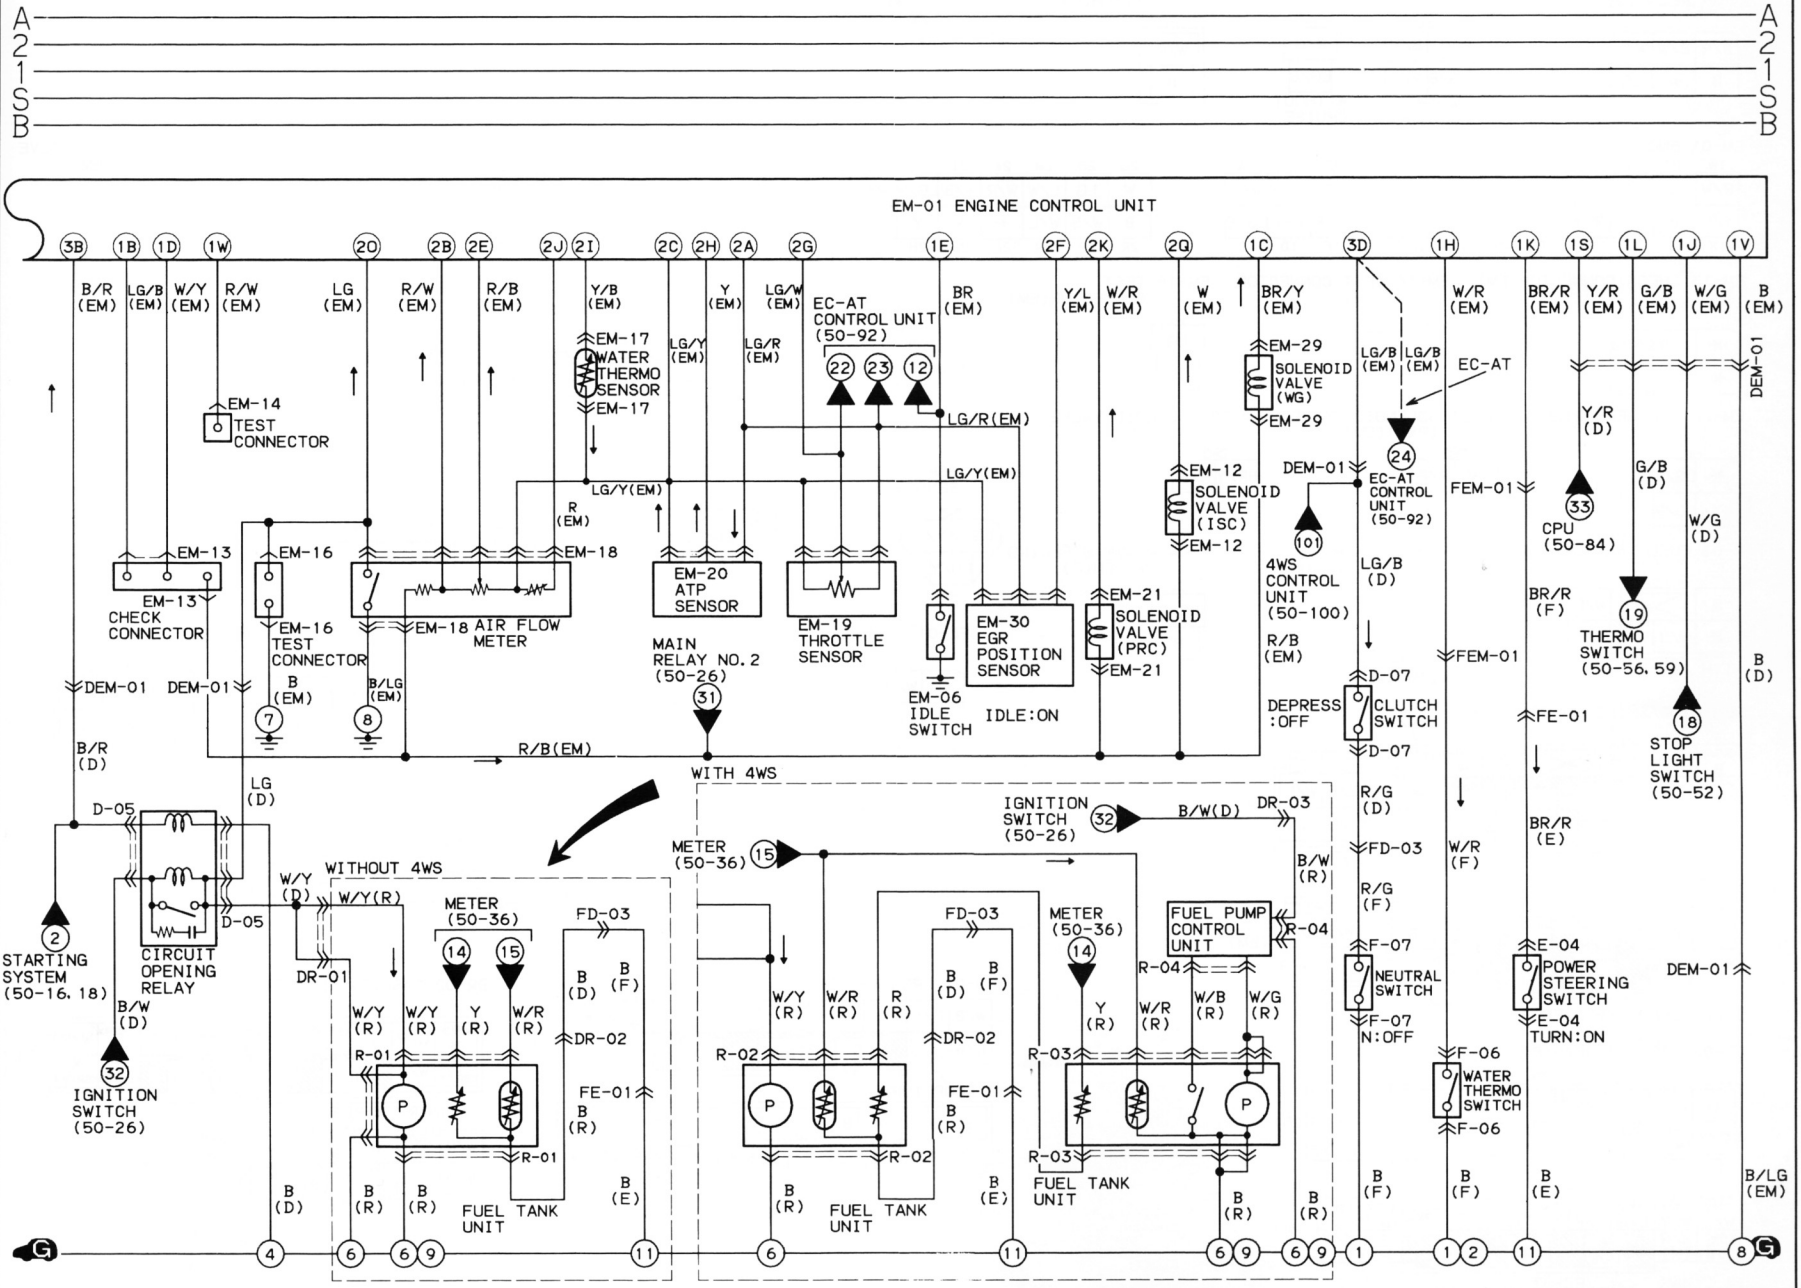 A A
2 2
1 1
S S
B B
EM-01 ENGINE CONTROL UNIT
3B 1B 1D 1W 2O 2B 2E 2J 2I 2C 2H 2A 2G 1E 2F 2K 2Q 1C 3D 1H 1K 1S 1L 1J 1V
B/R LG/B W/Y R/W LG R/W R/B Y/B Y LG/W BR Y/L W/R W BR/Y W/R BR/R Y/R G/B W/G B
(EM) (EM) (EM) (EM) (EM) (EM) (EM) (EM) (EM) (EM) (EM) (EM) (EM) (EM) (EM) (EM) (EM) (EM) (EM) (EM) (EM)
EC-AT
CONTROL UNIT
(50-92)
22 23 12
EM-17
WATER
THERMO
SENSOR
EM-17
LG/Y
(EM)
LG/R
(EM)
EM-29
SOLENOID
VALVE
(WG)
EM-29
LG/B LG/B
(EM) (EM)
EC-AT
DEM-01
EM-14
TEST
CONNECTOR
LG/R(EM)
LG/Y(EM)
LG/Y(EM)
R
(EM)
EM-12
SOLENOID
VALVE
(ISC)
EM-12
DEM-01
24
EC-AT
CONTROL
UNIT
(50-92)
101
4WS
CONTROL
UNIT
(50-100)
FEM-01
Y/R
(D)
33
CPU
(50-84)
G/B
(D)
W/G
(D)
EM-13
EM-13
CHECK
CONNECTOR
EM-16
EM-16
TEST
CONNECTOR
EM-18
EM-18 AIR FLOW
METER
EM-20
ATP
SENSOR
EM-19
THROTTLE
SENSOR
EM-06
IDLE
SWITCH
EM-30
EGR
POSITION
SENSOR
IDLE:ON
EM-21
SOLENOID
VALVE
(PRC)
EM-21
LG/B
(D)
BR/R
(F)
19
THERMO
SWITCH
(50-56.59)
R/B
(EM)
FEM-01
MAIN
RELAY NO.2
(50-26)
31
DEM-01 DEM-01
B
(EM)
B/LG
(EM)
7 8
D-07
DEPRESS
:OFF
CLUTCH
SWITCH
D-07
FE-01
18
STOP
LIGHT
SWITCH
(50-52)
B
(D)
R/B(EM)
B/R
(D)
LG
(D)
D-05
D-05
2
STARTING
SYSTEM
(50-16.18)
CIRCUIT
OPENING
RELAY
B/W
(D)
32
IGNITION
SWITCH
(50-26)
W/Y
(D)
DR-01
WITHOUT 4WS
W/Y(R)
METER
(50-36)
14 15
FD-03
B
(D)
B
(F)
W/Y
(R)
W/Y
(R)
Y
(R)
W/R
(R)
DR-02
R-01
P
FE-01
B
(R)
R-01
B
(R)
B
(R)
FUEL TANK
UNIT
B
(E)
B
(D)
WITH 4WS
IGNITION
SWITCH
(50-26)
32
B/W(D)
DR-03
METER
(50-36)
15
B/W
(R)
FD-03
METER
(50-36)
14
FUEL PUMP
CONTROL
UNIT
R-04
R-04
W/Y
(R)
W/R
(R)
R
(R)
B
(D)
B
(F)
Y
(R)
W/R
(R)
W/B
(R)
W/G
(R)
DR-02
R-02
P
FE-01
B
(R)
R-02
R-03
P
R-03
FUEL TANK
UNIT
B
(R)
FUEL TANK
UNIT
B
(E)
B
(R)
B
(R)
R/G
(D)
FD-03
R/G
(F)
F-07
NEUTRAL
SWITCH
F-07
N:OFF
B
(F)
W/R
(F)
F-06
WATER
THERMO
SWITCH
F-06
B
(F)
BR/R
(E)
E-04
POWER
STEERING
SWITCH
E-04
TURN:ON
B
(E)
DEM-01
B/LG
(EM)
G 4 6 6 9 11 6 11 6 9 6 9 1 1 2 11 8 G